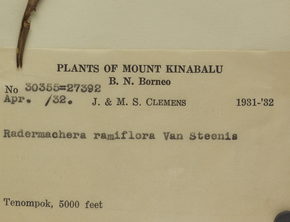 PLANTS OF MOUNT KINABALU
B. N. Borneo
No 30355=27392
Apr. /32. J. & M. S. CLEMENS 1931-'32
Radermachera ramiflora Van Steenis
Tenompok, 5000 feet